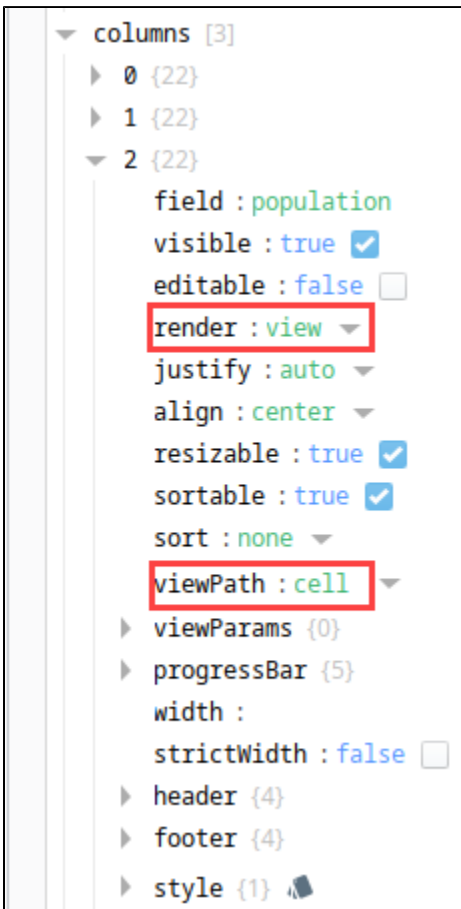 columns [3]
0 {22}
1 {22}
2 {22}
field : population
visible : true
editable : false
render : view
justify : auto
align : center
resizable : true
sortable : true
sort : none
viewPath : cell
viewParams {0}
progressBar {5}
width :
strictWidth : false
header {4}
footer {4}
style {1}